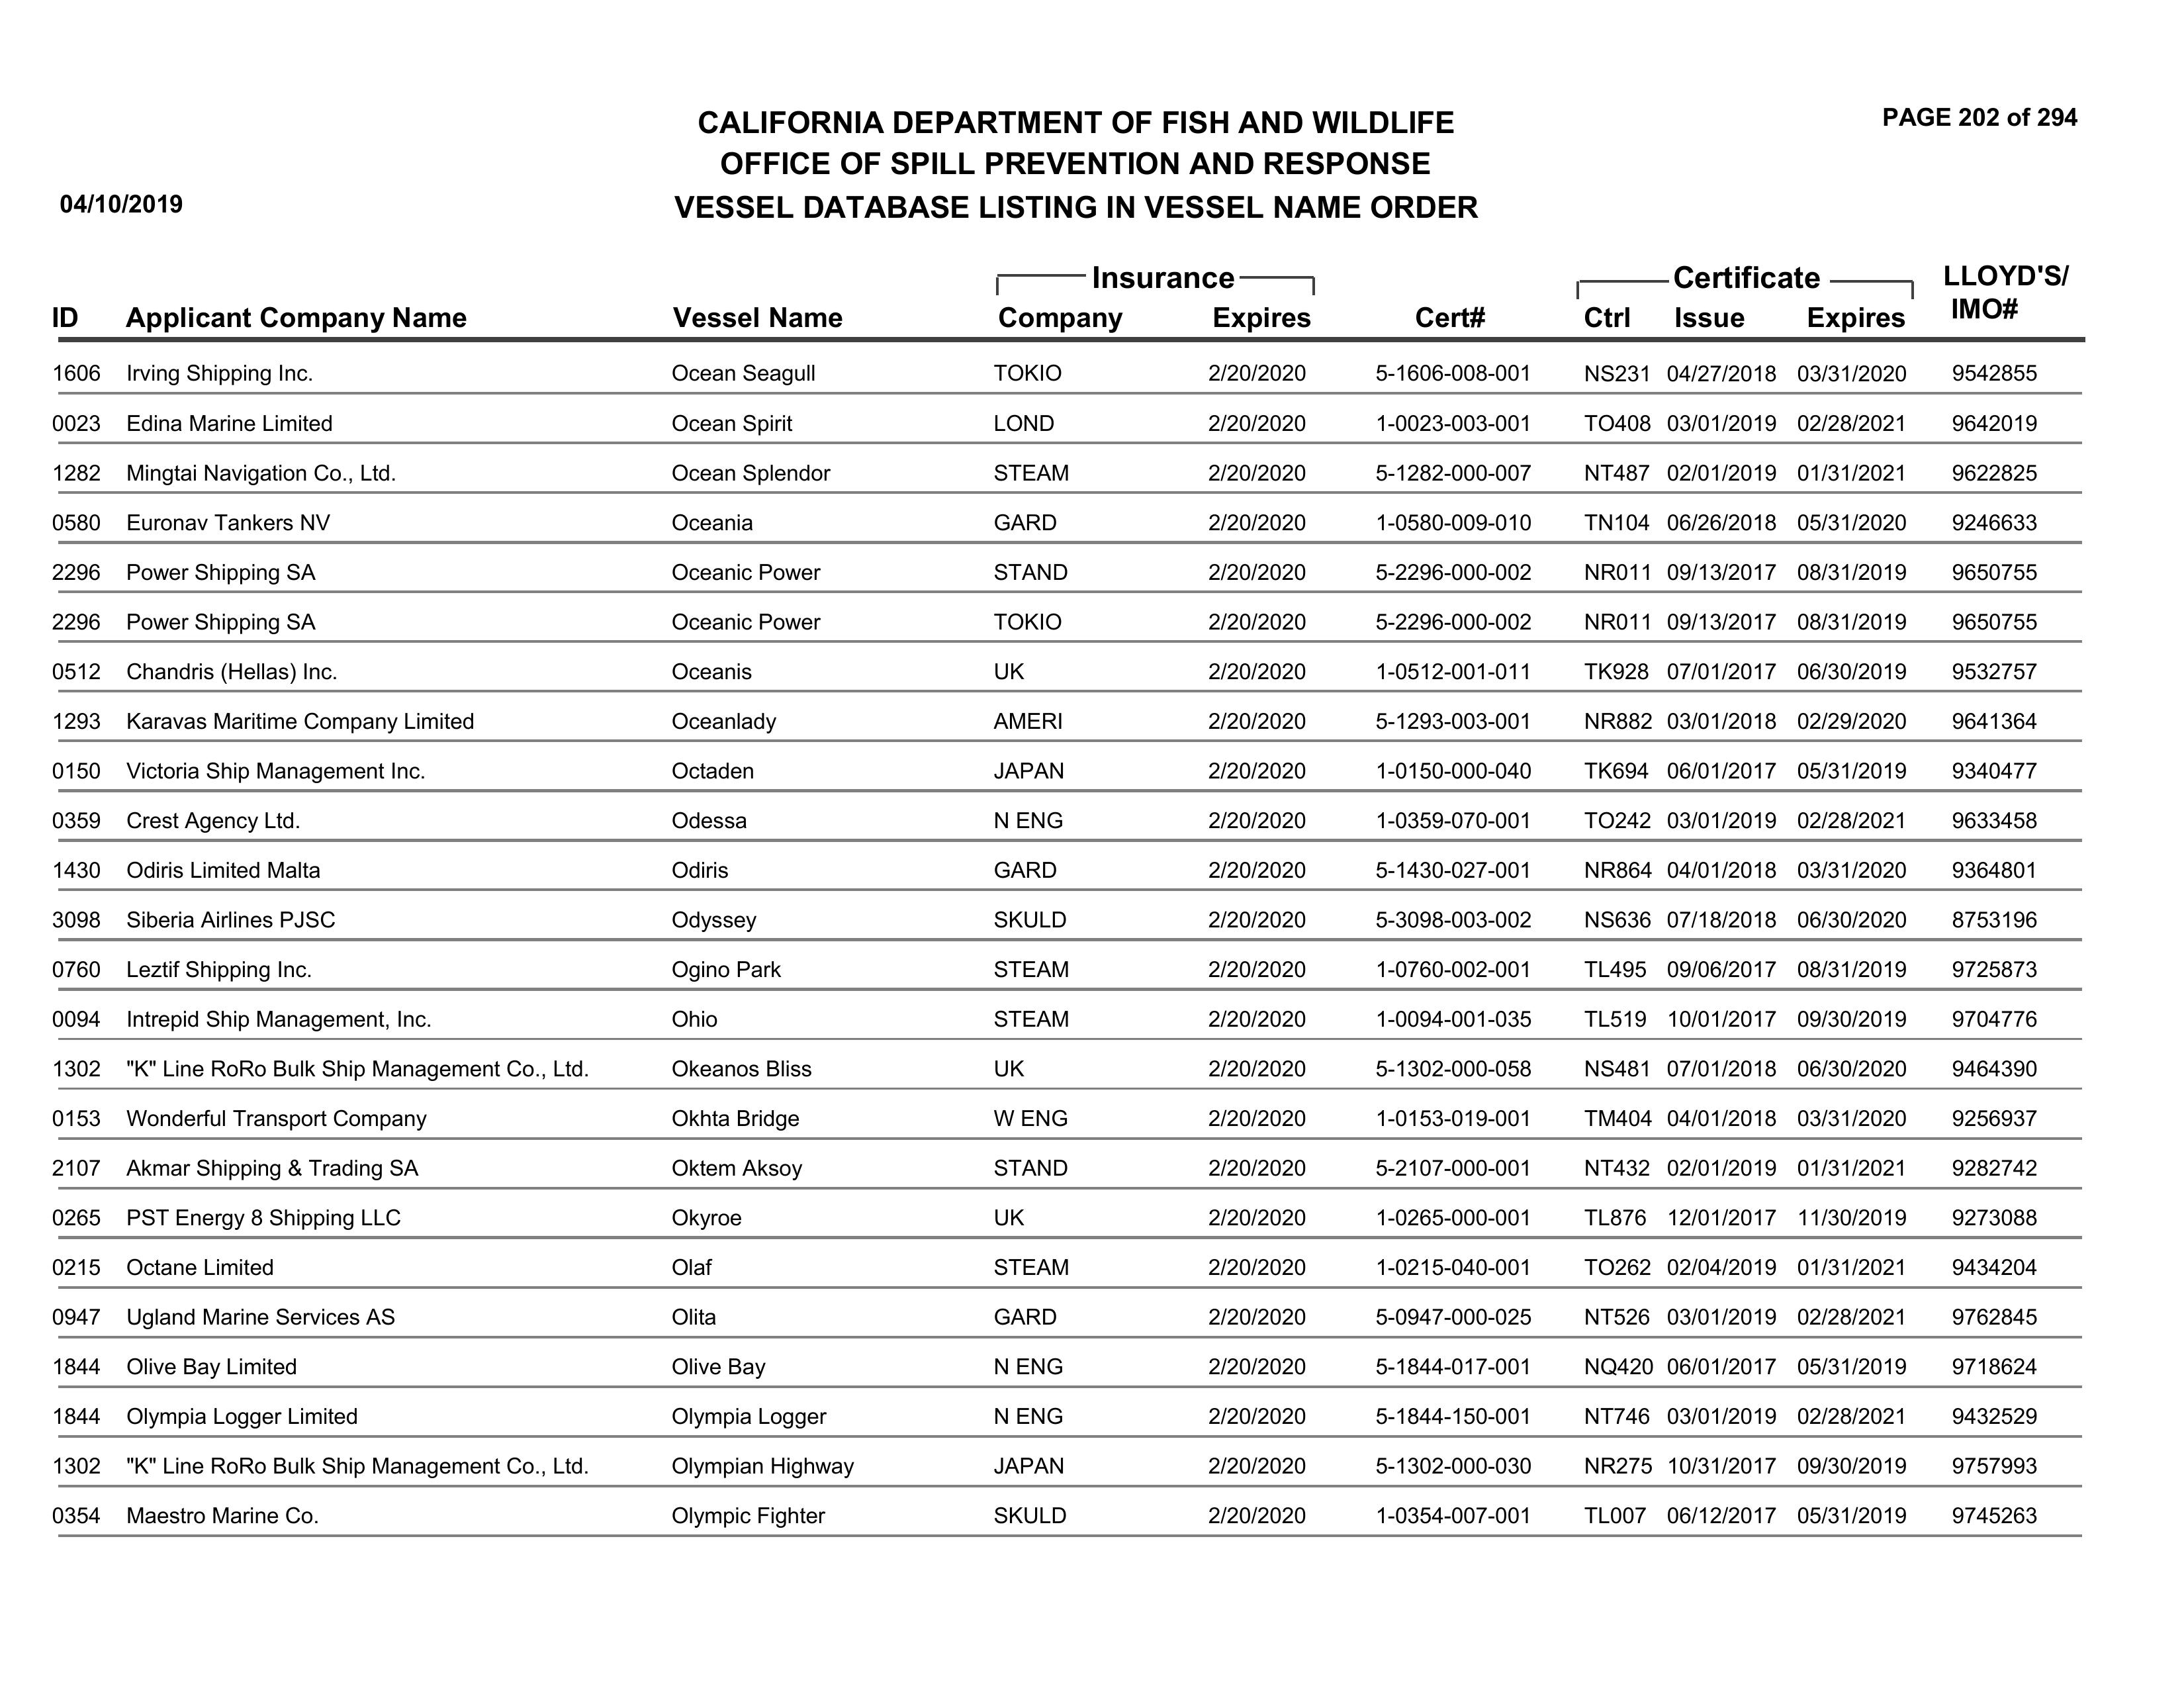 PAGE 202 of 294
CALIFORNIA DEPARTMENT OF FISH AND WILDLIFE
OFFICE OF SPILL PREVENTION AND RESPONSE
04/10/2019
VESSEL DATABASE LISTING IN VESSEL NAME ORDER
Insurance Certificate LLOYD'S/
ID Applicant Company Name Vessel Name Company Expires Cert# Ctrl Issue Expires IMO#
1606 Irving Shipping Inc. Ocean Seagull TOKIO 2/20/2020 5-1606-008-001 NS231 04/27/2018 03/31/2020 9542855
0023 Edina Marine Limited Ocean Spirit LOND 2/20/2020 1-0023-003-001 TO408 03/01/2019 02/28/2021 9642019
1282 Mingtai Navigation Co., Ltd. Ocean Splendor STEAM 2/20/2020 5-1282-000-007 NT487 02/01/2019 01/31/2021 9622825
0580 Euronav Tankers NV Oceania GARD 2/20/2020 1-0580-009-010 TN104 06/26/2018 05/31/2020 9246633
2296 Power Shipping SA Oceanic Power STAND 2/20/2020 5-2296-000-002 NR011 09/13/2017 08/31/2019 9650755
2296 Power Shipping SA Oceanic Power TOKIO 2/20/2020 5-2296-000-002 NR011 09/13/2017 08/31/2019 9650755
0512 Chandris (Hellas) Inc. Oceanis UK 2/20/2020 1-0512-001-011 TK928 07/01/2017 06/30/2019 9532757
1293 Karavas Maritime Company Limited Oceanlady AMERI 2/20/2020 5-1293-003-001 NR882 03/01/2018 02/29/2020 9641364
0150 Victoria Ship Management Inc. Octaden JAPAN 2/20/2020 1-0150-000-040 TK694 06/01/2017 05/31/2019 9340477
0359 Crest Agency Ltd. Odessa N ENG 2/20/2020 1-0359-070-001 TO242 03/01/2019 02/28/2021 9633458
1430 Odiris Limited Malta Odiris GARD 2/20/2020 5-1430-027-001 NR864 04/01/2018 03/31/2020 9364801
3098 Siberia Airlines PJSC Odyssey SKULD 2/20/2020 5-3098-003-002 NS636 07/18/2018 06/30/2020 8753196
0760 Leztif Shipping Inc. Ogino Park STEAM 2/20/2020 1-0760-002-001 TL495 09/06/2017 08/31/2019 9725873
0094 Intrepid Ship Management, Inc. Ohio STEAM 2/20/2020 1-0094-001-035 TL519 10/01/2017 09/30/2019 9704776
1302 "K" Line RoRo Bulk Ship Management Co., Ltd. Okeanos Bliss UK 2/20/2020 5-1302-000-058 NS481 07/01/2018 06/30/2020 9464390
0153 Wonderful Transport Company Okhta Bridge W ENG 2/20/2020 1-0153-019-001 TM404 04/01/2018 03/31/2020 9256937
2107 Akmar Shipping & Trading SA Oktem Aksoy STAND 2/20/2020 5-2107-000-001 NT432 02/01/2019 01/31/2021 9282742
0265 PST Energy 8 Shipping LLC Okyroe UK 2/20/2020 1-0265-000-001 TL876 12/01/2017 11/30/2019 9273088
0215 Octane Limited Olaf STEAM 2/20/2020 1-0215-040-001 TO262 02/04/2019 01/31/2021 9434204
0947 Ugland Marine Services AS Olita GARD 2/20/2020 5-0947-000-025 NT526 03/01/2019 02/28/2021 9762845
1844 Olive Bay Limited Olive Bay N ENG 2/20/2020 5-1844-017-001 NQ420 06/01/2017 05/31/2019 9718624
1844 Olympia Logger Limited Olympia Logger N ENG 2/20/2020 5-1844-150-001 NT746 03/01/2019 02/28/2021 9432529
1302 "K" Line RoRo Bulk Ship Management Co., Ltd. Olympian Highway JAPAN 2/20/2020 5-1302-000-030 NR275 10/31/2017 09/30/2019 9757993
0354 Maestro Marine Co. Olympic Fighter SKULD 2/20/2020 1-0354-007-001 TL007 06/12/2017 05/31/2019 9745263